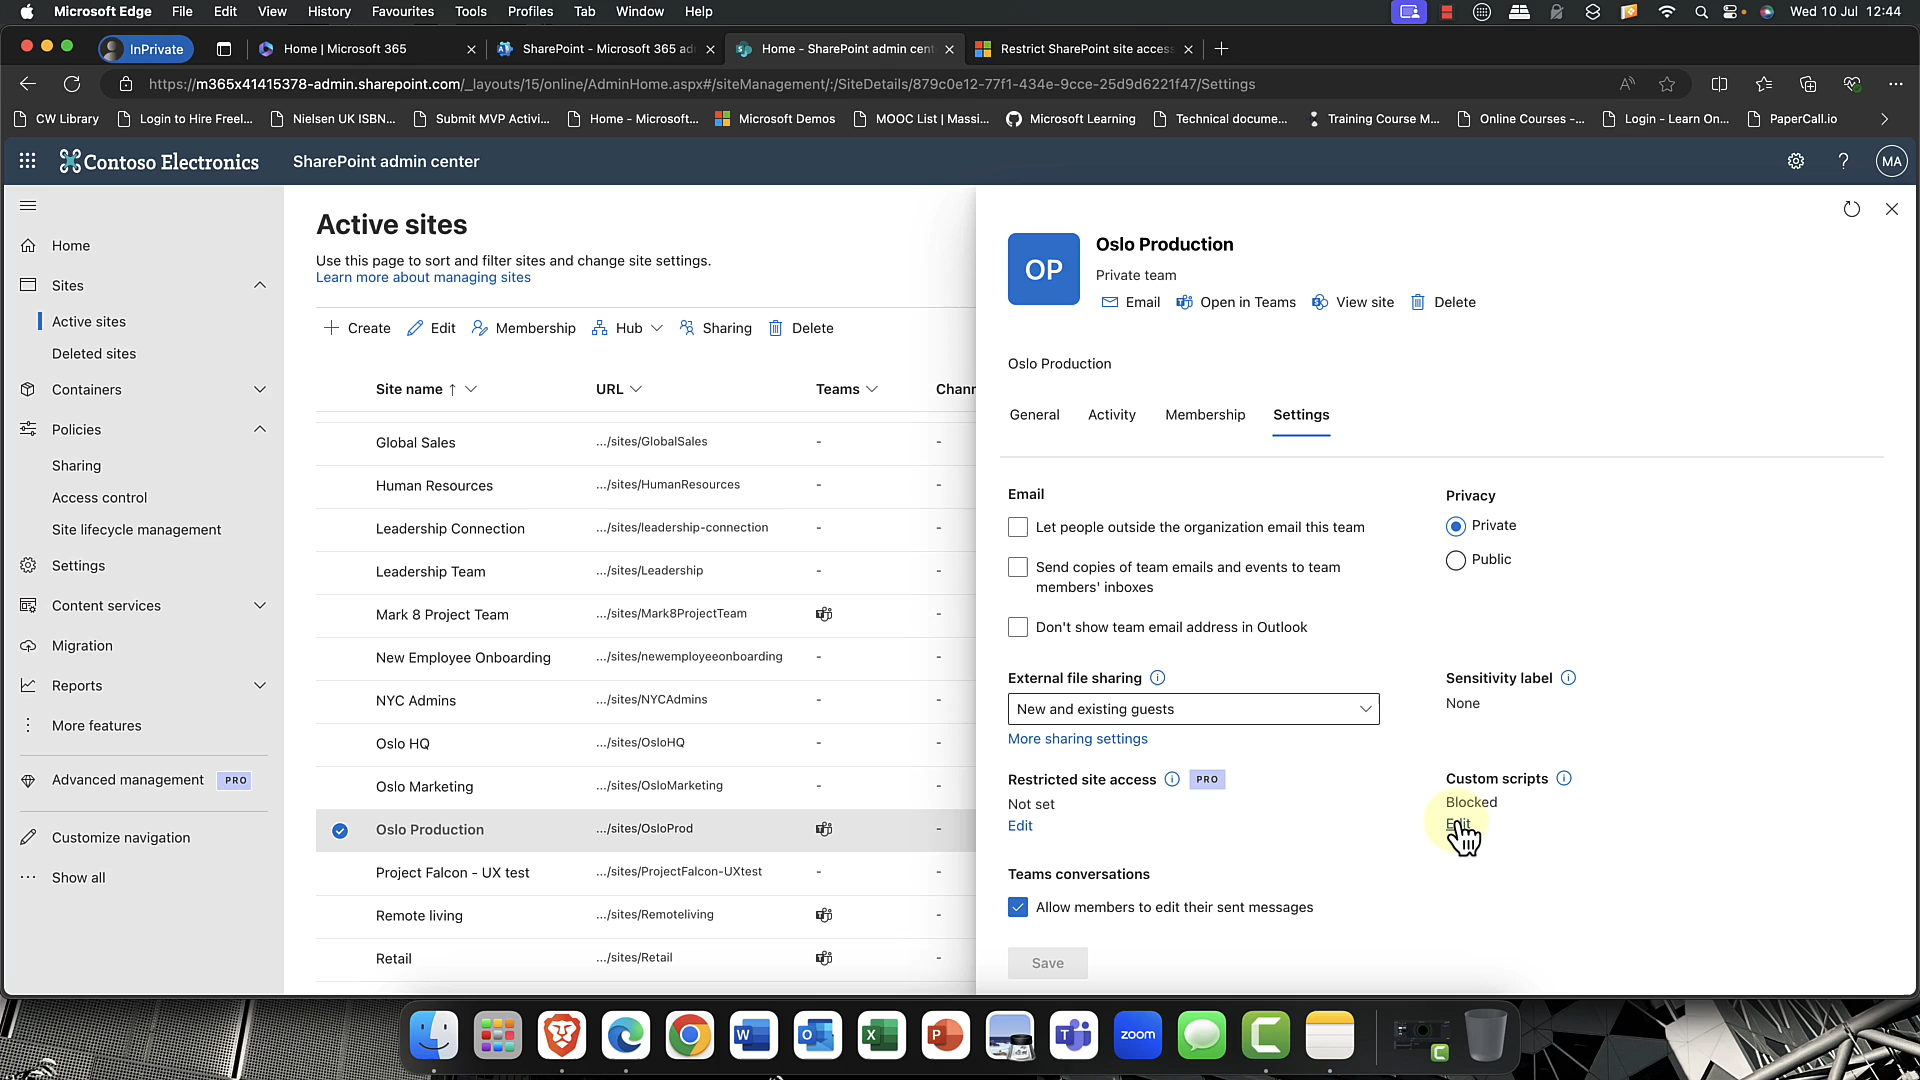 Microsoft Edge File Edit View History Favourites Tools Profiles Tab Window Help Wed 10 Jul 12:44
InPrivate Home | Microsoft 365 SharePoint - Microsoft 365 ad Home - SharePoint admin cent Restrict SharePoint site acces
https://m365x41415378-admin.sharepoint.com/_layouts/15/online/AdminHome.aspx#/siteManagement/:/SiteDetails/879c0e12-77f1-434e-9cce-25d9d6221f47/Settings
CW Library Login to Hire Freel... Nielsen UK ISBN... Submit MVP Activi... Home - Microsoft... Microsoft Demos MOOC List | Massi... Microsoft Learning Technical docume... Training Course M... Online Courses -... Login - Learn On... PaperCall.io
Contoso Electronics SharePoint admin center ? MA
Home
Sites
Active sites
Deleted sites
Containers
Policies
Sharing
Access control
Site lifecycle management
Settings
Content services
Migration
Reports
More features
Advanced management PRO
Customize navigation
Show all
Active sites
Use this page to sort and filter sites and change site settings.
Learn more about managing sites
Create Edit Membership Hub Sharing Delete
Site name ↑ URL Teams Chann
Global Sales .../sites/GlobalSales - -
Human Resources .../sites/HumanResources - -
Leadership Connection .../sites/leadership-connection - -
Leadership Team .../sites/Leadership - -
Mark 8 Project Team .../sites/Mark8ProjectTeam -
New Employee Onboarding .../sites/newemployeeonboarding - -
NYC Admins .../sites/NYCAdmins - -
Oslo HQ .../sites/OsloHQ - -
Oslo Marketing .../sites/OsloMarketing - -
Oslo Production .../sites/OsloProd -
Project Falcon - UX test .../sites/ProjectFalcon-UXtest - -
Remote living .../sites/Remoteliving -
Retail .../sites/Retail -
OP
Oslo Production
Private team
Email Open in Teams View site Delete
Oslo Production
General Activity Membership Settings
Email
Let people outside the organization email this team
Send copies of team emails and events to team
members' inboxes
Don't show team email address in Outlook
Privacy
Private
Public
External file sharing
New and existing guests
More sharing settings
Sensitivity label
None
Restricted site access PRO
Not set
Edit
Custom scripts
Blocked
Edit
Teams conversations
Allow members to edit their sent messages
Save
zoom